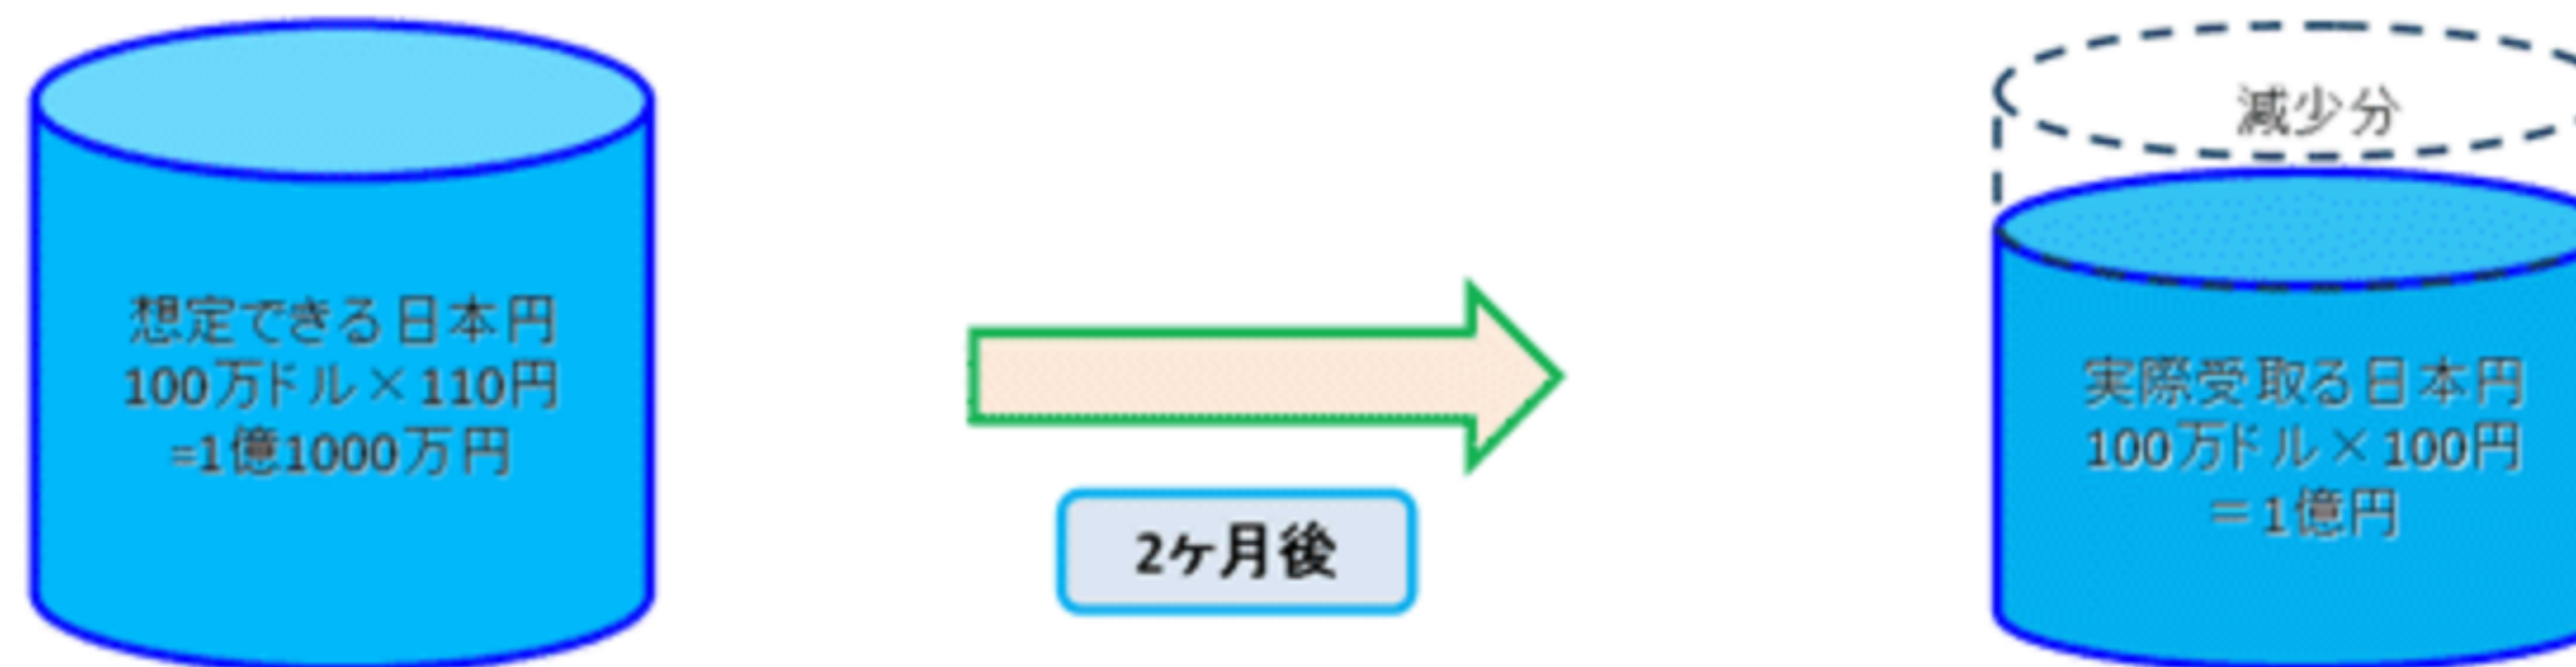 想定できる日本円
100万ドル×110円
=1億1000万円
2ヶ月後
減少分
実際受取る日本円
100万ドル×100円
＝1億円